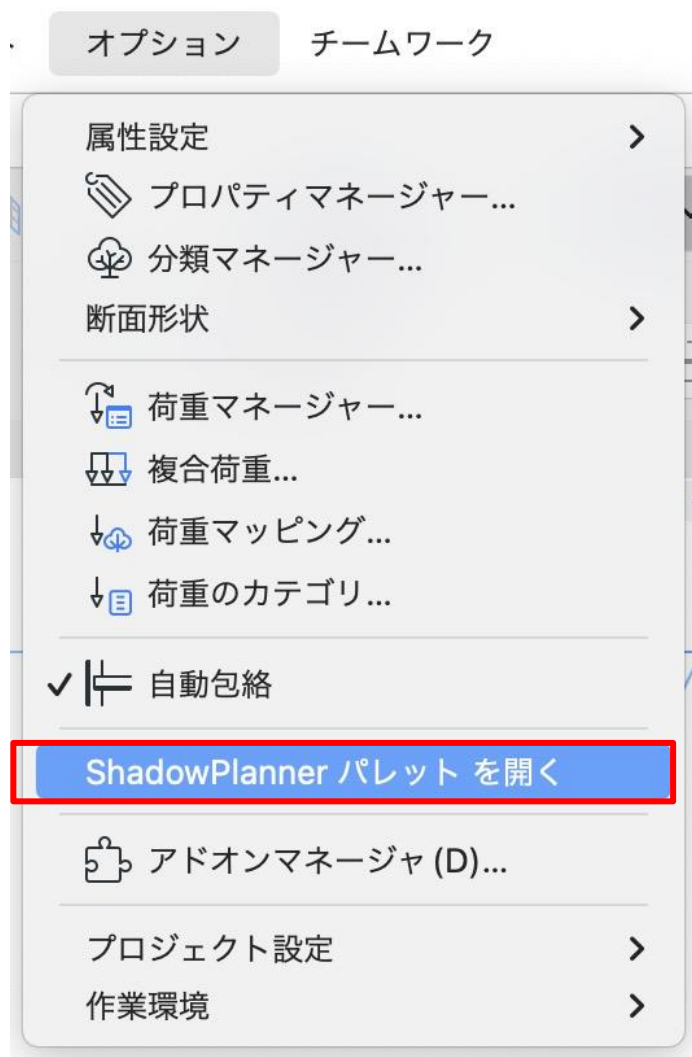 オプション チームワーク
属性設定
プロパティマネージャー...
分類マネージャー...
断面形状
荷重マネージャー...
複合荷重...
荷重マッピング...
荷重のカテゴリ...
自動包絡
ShadowPlanner パレット を開く
アドオンマネージャ (D)...
プロジェクト設定
作業環境